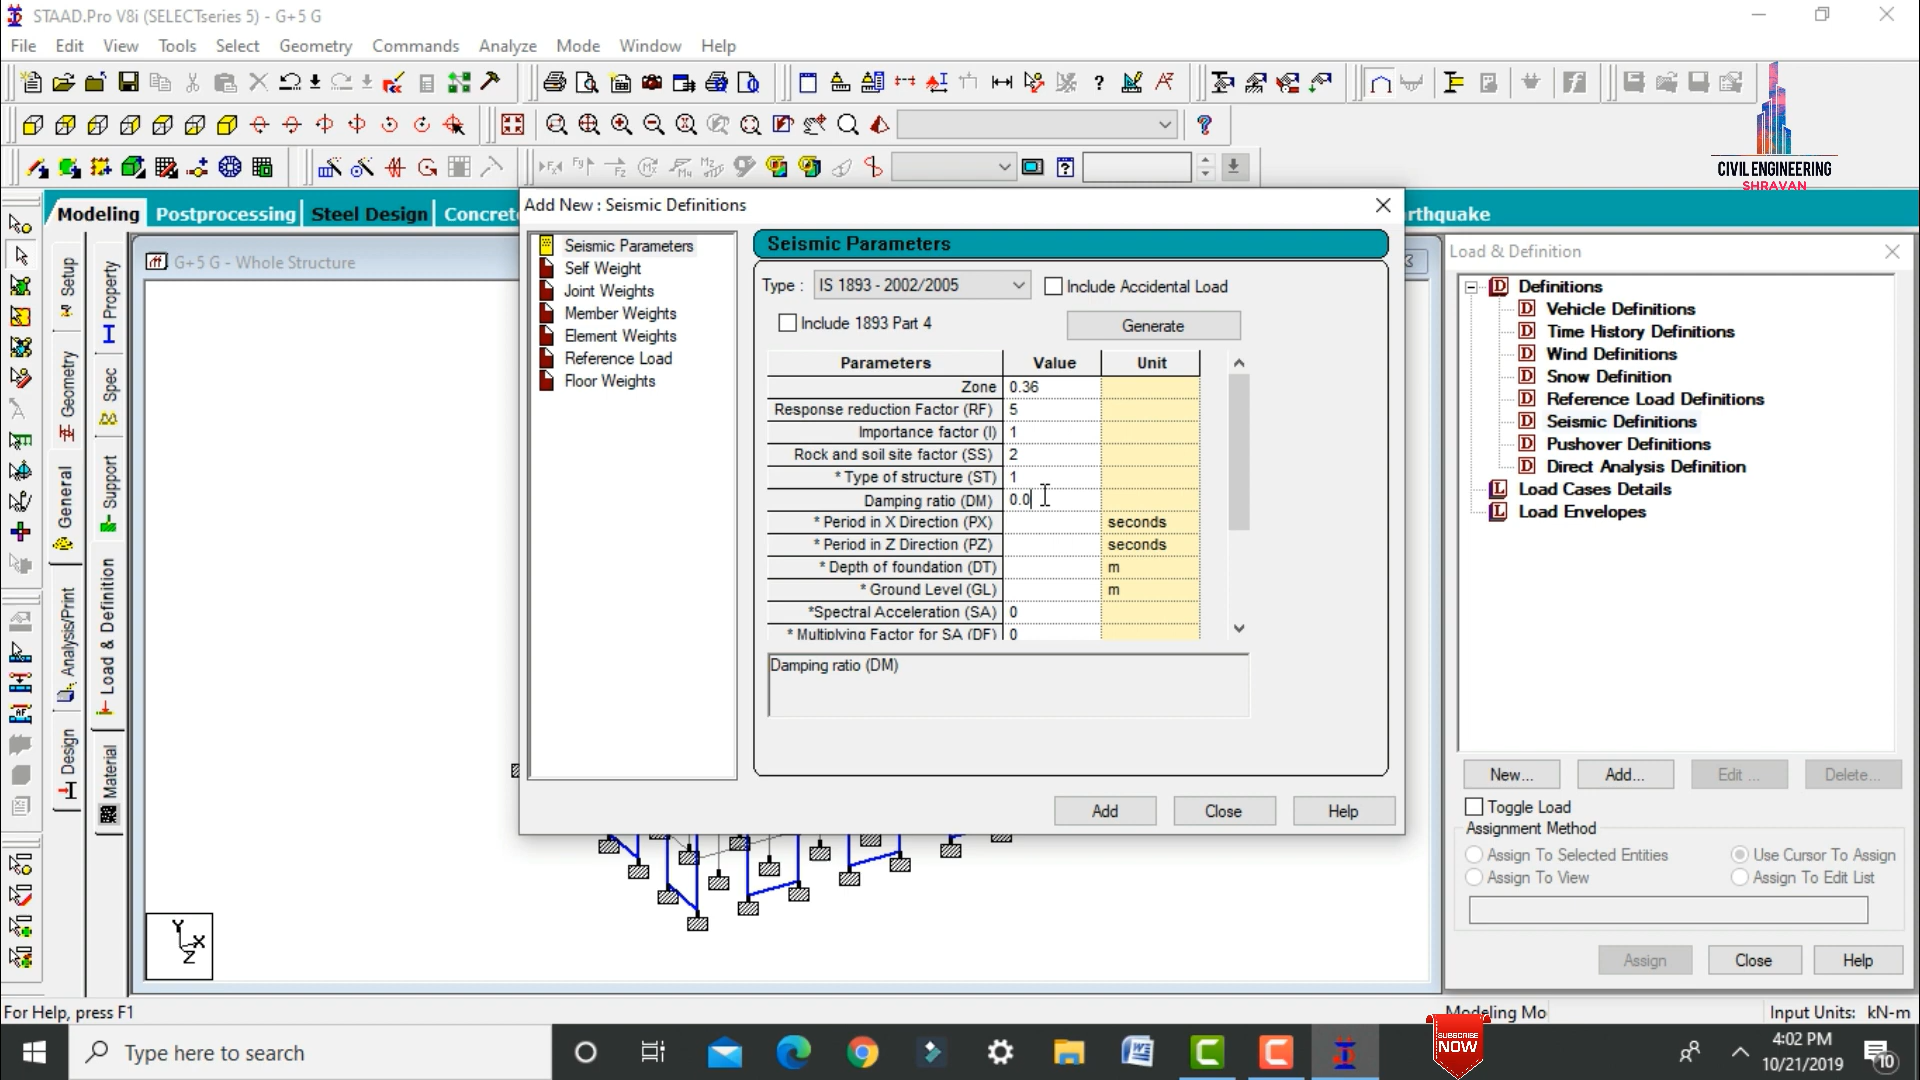 STAAD.Pro V8i (SELECTseries 5) - G+5 G
File Edit View Tools Select Geometry Commands Analyze Mode Window Help
CIVIL ENGINEERING
SHRAVAN
Modeling Postprocessing Steel Design Concret
arthquake
Setup
Geometry
General
Analysis/Print
Design
Property
Spec
Support
Load & Definition
Material
G+5 G - Whole Structure
Add New : Seismic Definitions
Seismic Parameters
Self Weight
Joint Weights
Member Weights
Element Weights
Reference Load
Floor Weights
Seismic Parameters
Type : IS 1893 - 2002/2005 Include Accidental Load
Include 1893 Part 4 Generate
Parameters Value Unit
Zone 0.36
Response reduction Factor (RF) 5
Importance factor (I) 1
Rock and soil site factor (SS) 2
* Type of structure (ST) 1
Damping ratio (DM) 0.0
* Period in X Direction (PX) seconds
* Period in Z Direction (PZ) seconds
* Depth of foundation (DT) m
* Ground Level (GL) m
*Spectral Acceleration (SA) 0
* Multiplying Factor for SA (DF) 0
Damping ratio (DM)
Add Close Help
Load & Definition
Definitions
Vehicle Definitions
Time History Definitions
Wind Definitions
Snow Definition
Reference Load Definitions
Seismic Definitions
Pushover Definitions
Direct Analysis Definition
Load Cases Details
Load Envelopes
New... Add... Edit ... Delete...
Toggle Load
Assignment Method
Assign To Selected Entities Use Cursor To Assign
Assign To View Assign To Edit List
Assign Close Help
Y
X
Z
For Help, press F1
Modeling Mo
Input Units: kN-m
Type here to search
SUBSCRIBE
NOW
4:02 PM
10/21/2019
10